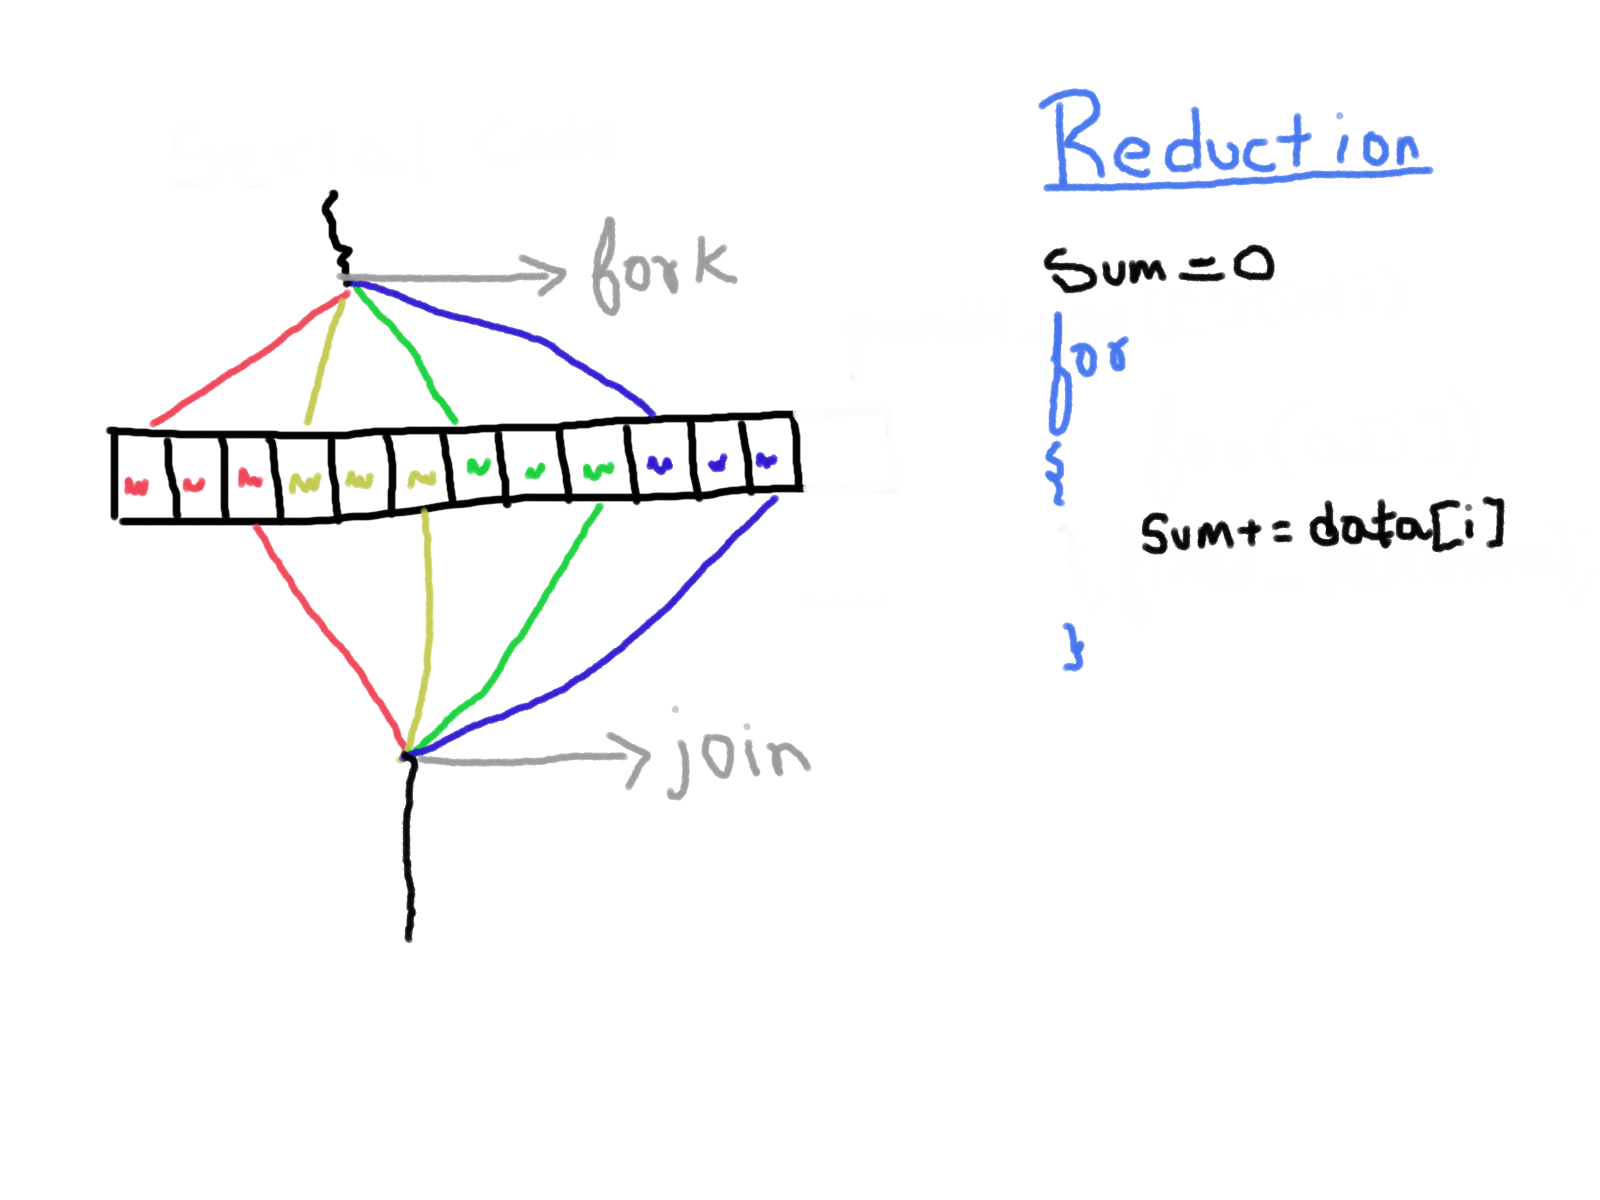 Reduction
fork
sum = 0
for
{
sum += data[i]
}
join